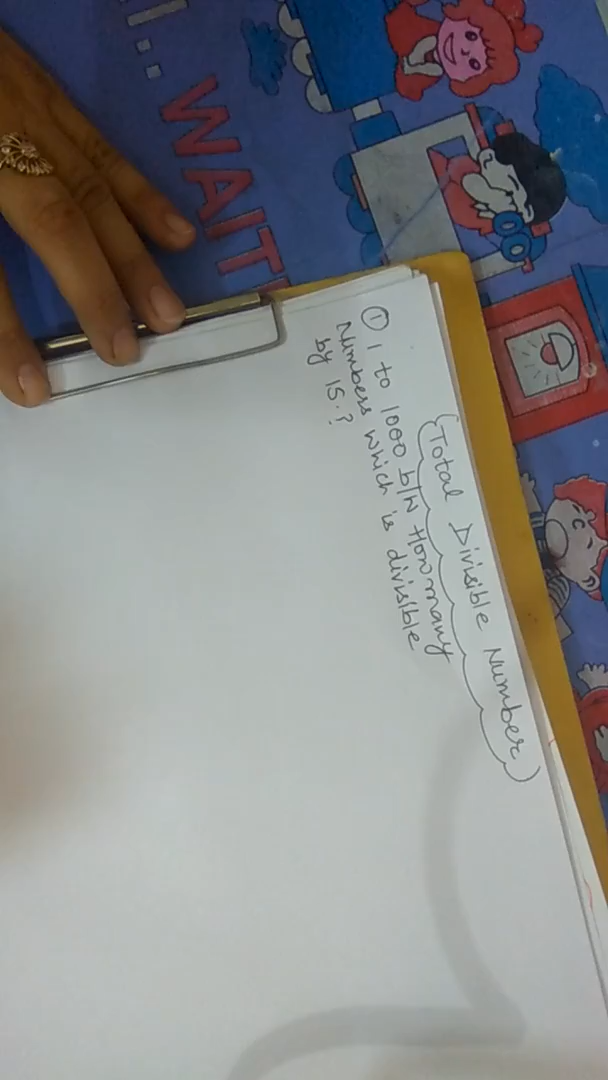 (Total Divisible Number)
① 1 to 1000 b/w How many
Numbers which is divisible
by 15.?
WAIT